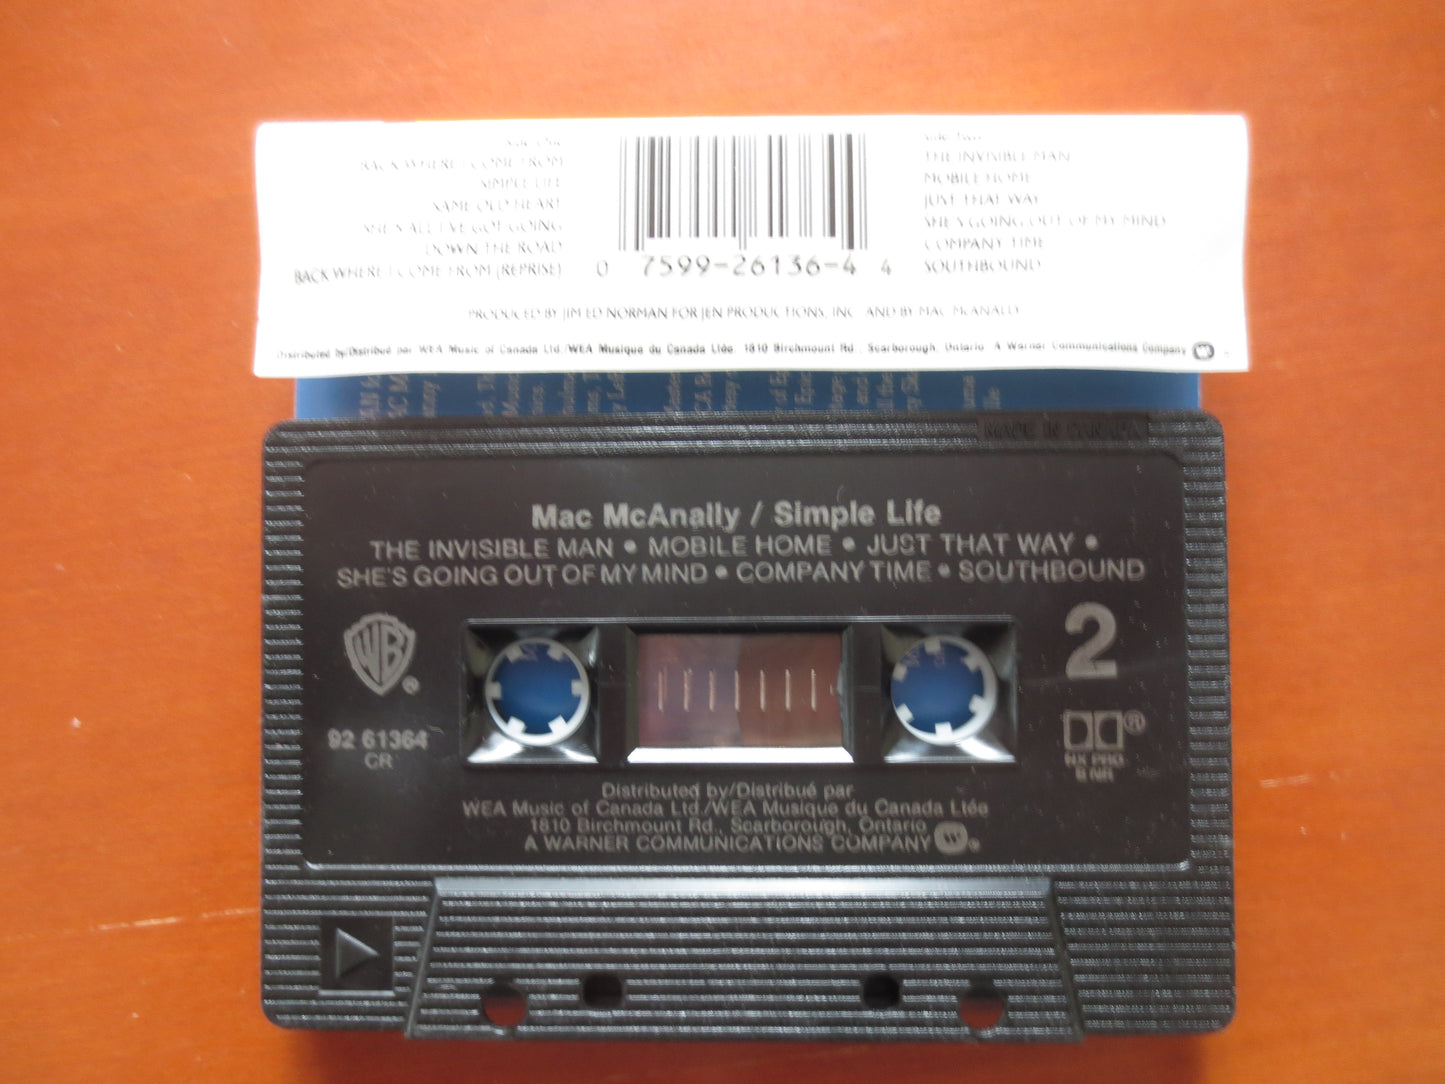 Side One
BACK WHERE I COME FROM
SIMPLE LIFE
SAME OLD HEART
SHE'S ALL I'VE GOT GOING
DOWN THE ROAD
BACK WHERE I COME FROM (REPRISE)
0 7599-26136-4 4
Side Two
THE INVISIBLE MAN
MOBILE HOME
JUST THAT WAY
SHE'S GOING OUT OF MY MIND
COMPANY TIME
SOUTHBOUND
PRODUCED BY JIM ED NORMAN FOR JEN PRODUCTIONS, INC. AND BY MAC MCANALLY
Distributed by/Distribué par WEA Music of Canada Ltd./WEA Musique du Canada Ltée. 1810 Birchmount Rd., Scarborough, Ontario. A Warner Communications Company
MADE IN CANADA
Mac McAnally / Simple Life
THE INVISIBLE MAN • MOBILE HOME • JUST THAT WAY •
SHE'S GOING OUT OF MY MIND • COMPANY TIME • SOUTHBOUND
WB
®
2
92 61364
CR
®
HX PRO
B NR
Distributed by/Distribué par
WEA Music of Canada Ltd./WEA Musique du Canada Ltée
1810 Birchmount Rd., Scarborough, Ontario
A WARNER COMMUNICATIONS COMPANY